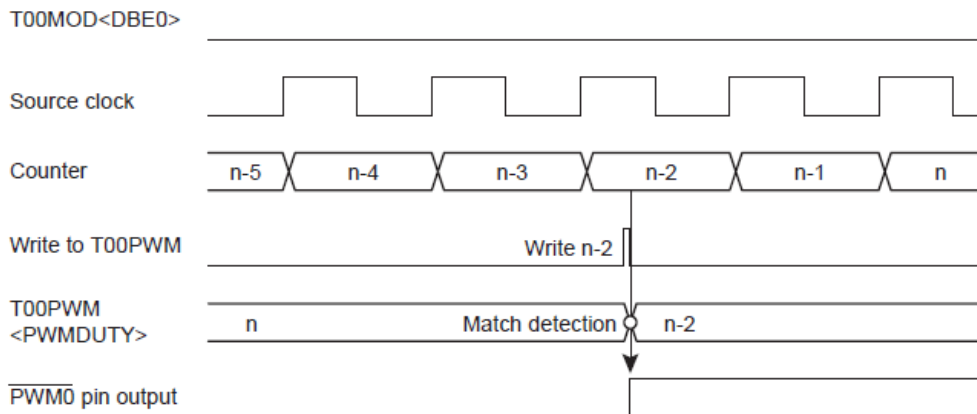 T00MOD<DBE0>
Source clock
Counter n-5 n-4 n-3 n-2 n-1 n
Write to T00PWM Write n-2
T00PWM
<PWMDUTY> n Match detection n-2
PWM0 pin output